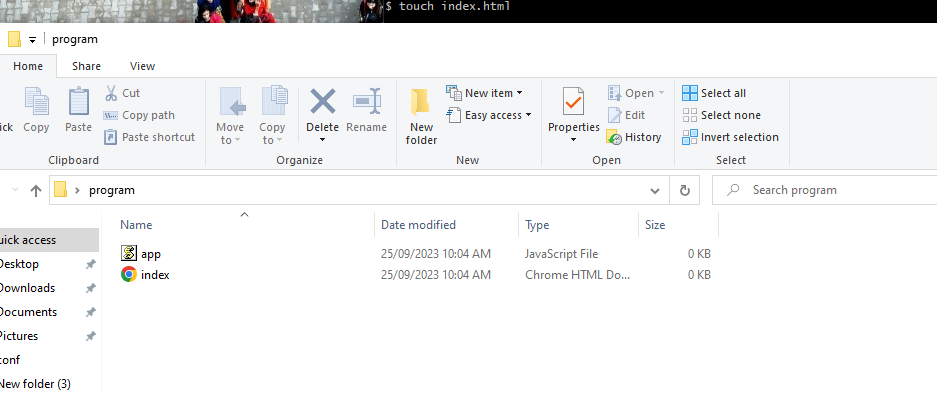 $ touch index.html
program
Home Share View
Cut
Copy path
Paste shortcut
Copy Paste
Clipboard
Move to Copy to Delete Rename
Organize
New folder
New item
Easy access
New
Properties
Open
Edit
History
Open
Select all
Select none
Invert selection
Select
program
Search program
Name Date modified Type Size
app 25/09/2023 10:04 AM JavaScript File 0 KB
index 25/09/2023 10:04 AM Chrome HTML Do... 0 KB
uick access
Desktop
Downloads
Documents
Pictures
conf
New folder (3)